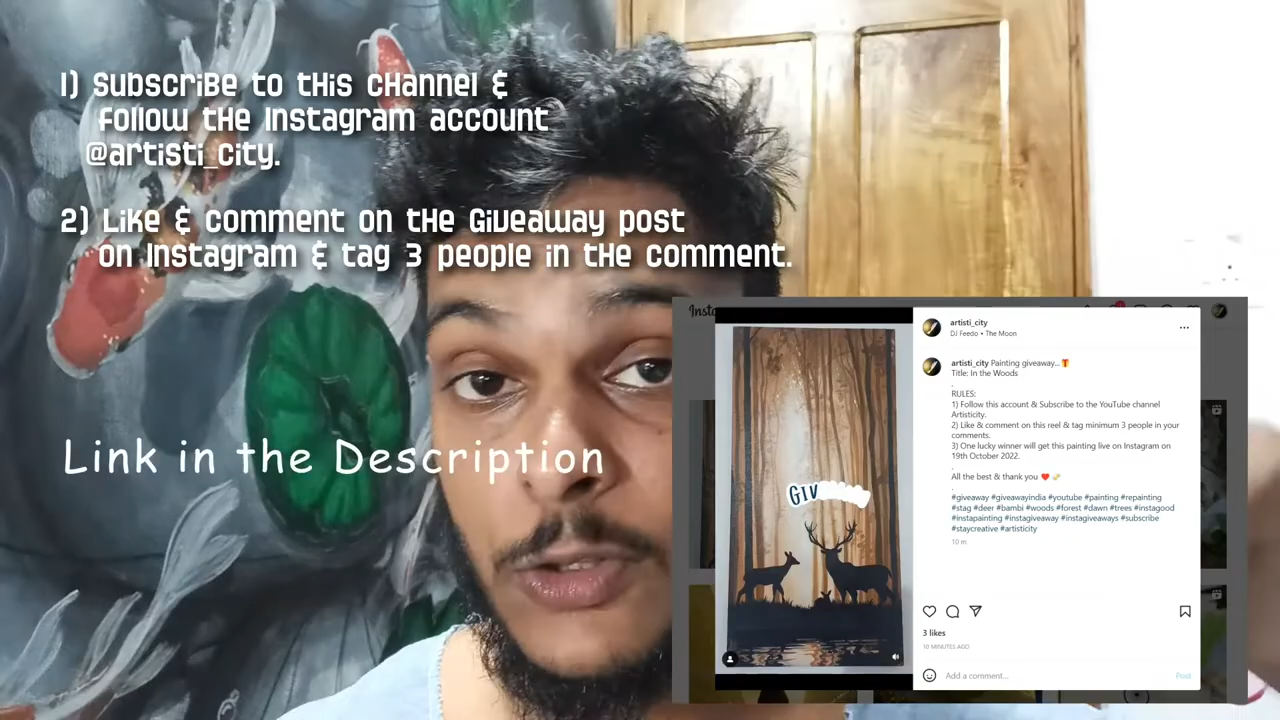 1) Subscribe to this channel &
follow the Instagram account
@artisti_city.
2) Like & comment on the Giveaway post
on Instagram & tag 3 people in the comment.
Link in the Description
artisti_city
DJ Feedo • The Moon
artisti_city Painting giveaway...🎁
Title: In the Woods
.
RULES:
1) Follow this account & Subscribe to the YouTube channel
Artisticity.
2) Like & comment on this reel & tag minimum 3 people in your
comments.
3) One lucky winner will get this painting live on Instagram on
19th October 2022.
.
All the best & thank you ❤️
.
#giveaway #giveawayindia #youtube #painting #repainting
#stag #deer #bambi #woods #forest #dawn #trees #instagood
#instapainting #instagiveaway #instagiveaways #subscribe
#staycreative #artisticity
10 m
GIV
3 likes
10 MINUTES AGO
Add a comment...
Post